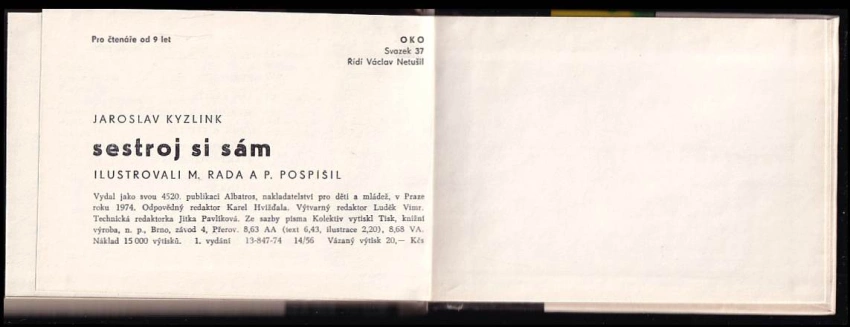 Pro čtenáře od 9 let
OKO
Svazek 37
Řídí Václav Netušil
JAROSLAV KYZLINK
sestroj si sám
ILUSTROVALI M. RADA A P. POSPÍŠIL
Vydal jako svou 4520. publikaci Albatros, nakladatelství pro děti a mládež, v Praze
roku 1974. Odpovědný redaktor Karel Hvížďala. Výtvarný redaktor Luděk Vimr.
Technická redaktorka Jitka Pavlíková. Ze sazby písma Kolektiv vytiskl Tisk, knižní
výroba, n. p., Brno, závod 4, Přerov. 8,63 AA (text 6,43, ilustrace 2,20), 8,68 VA.
Náklad 15 000 výtisků. 1. vydání 13-847-74 14/56 Vázaný výtisk 20,— Kčs